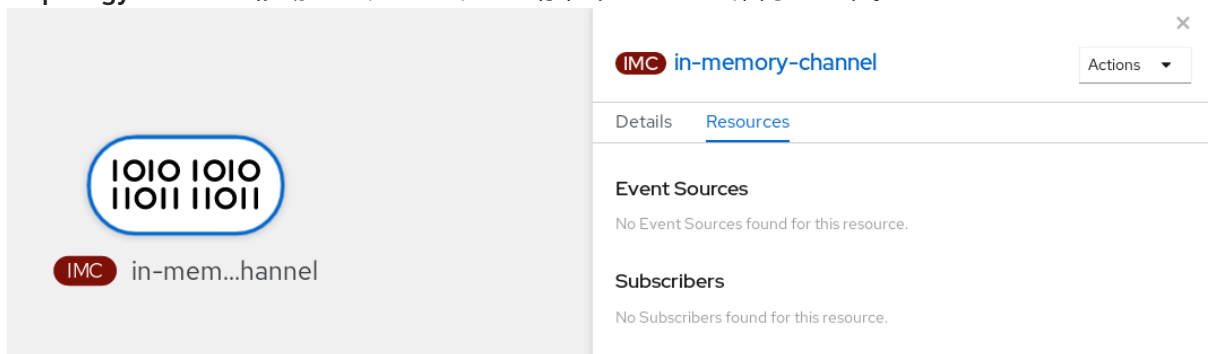 1010 1010
11011 11011
IMC in-mem...hannel
IMC in-memory-channel
Actions
Details Resources
Event Sources
No Event Sources found for this resource.
Subscribers
No Subscribers found for this resource.